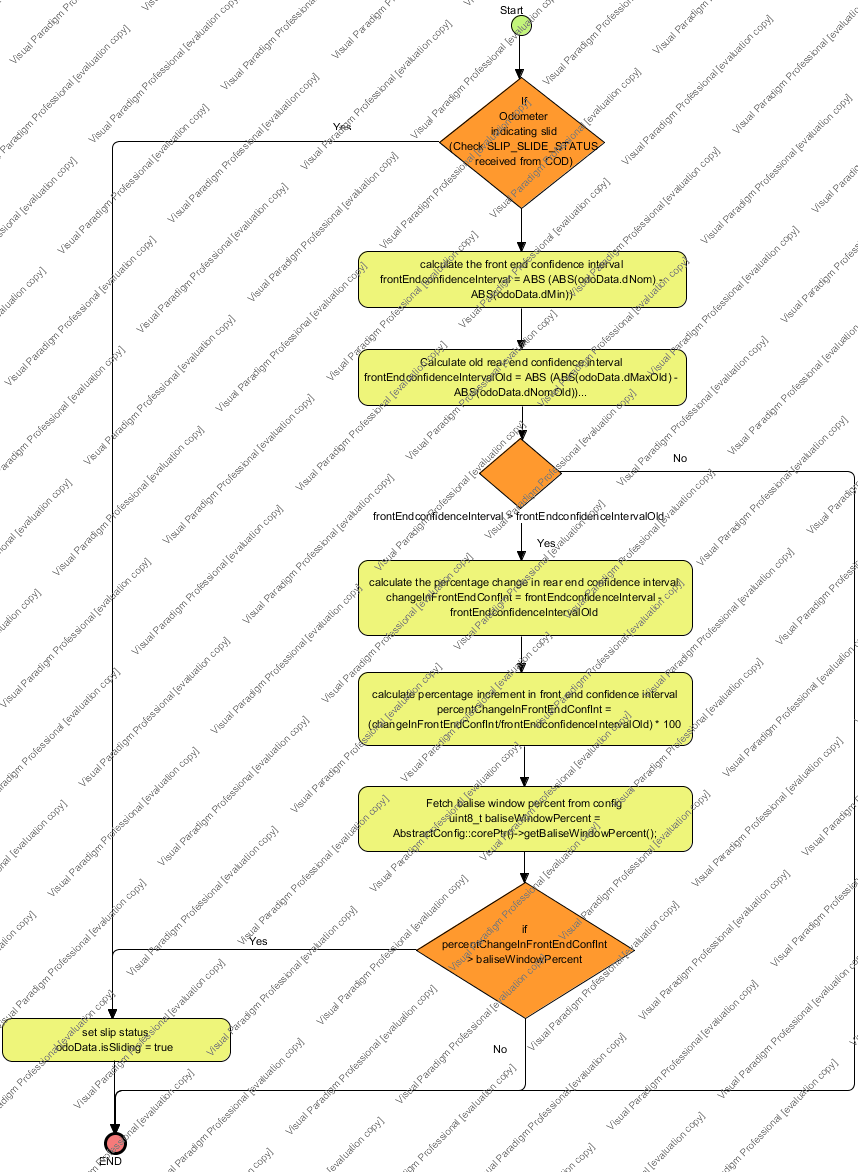 Start
If
Odometer
indicating slid
(Check SLIP_SLIDE_STATUS
received from COD)
Yes
calculate the front end confidence interval
frontEndconfidenceInterval = ABS (ABS(odoData.dNom) -
ABS(odoData.dMin))
Calculate old rear end confidence interval
frontEndconfidenceIntervalOld = ABS (ABS(odoData.dMaxOld) -
ABS(odoData.dNomOld))...
No
frontEndconfidenceInterval > frontEndconfidenceIntervalOld
Yes
calculate the percentage change in rear end confidence interval
changeInFrontEndConfInt = frontEndconfidenceInterval -
frontEndconfidenceIntervalOld
calculate percentage increment in front end confidence interval
percentChangeInFrontEndConfInt =
(changeInFrontEndConfInt/frontEndconfidenceIntervalOld) * 100
Fetch balise window percent from config
uint8_t baliseWindowPercent =
AbstractConfig::corePtr()->getBaliseWindowPercent();
if
percentChangeInFrontEndConfInt
> baliseWindowPercent
Yes
set slip status
odoData.isSliding = true
No
END
Visual Paradigm Professional [evaluation copy]